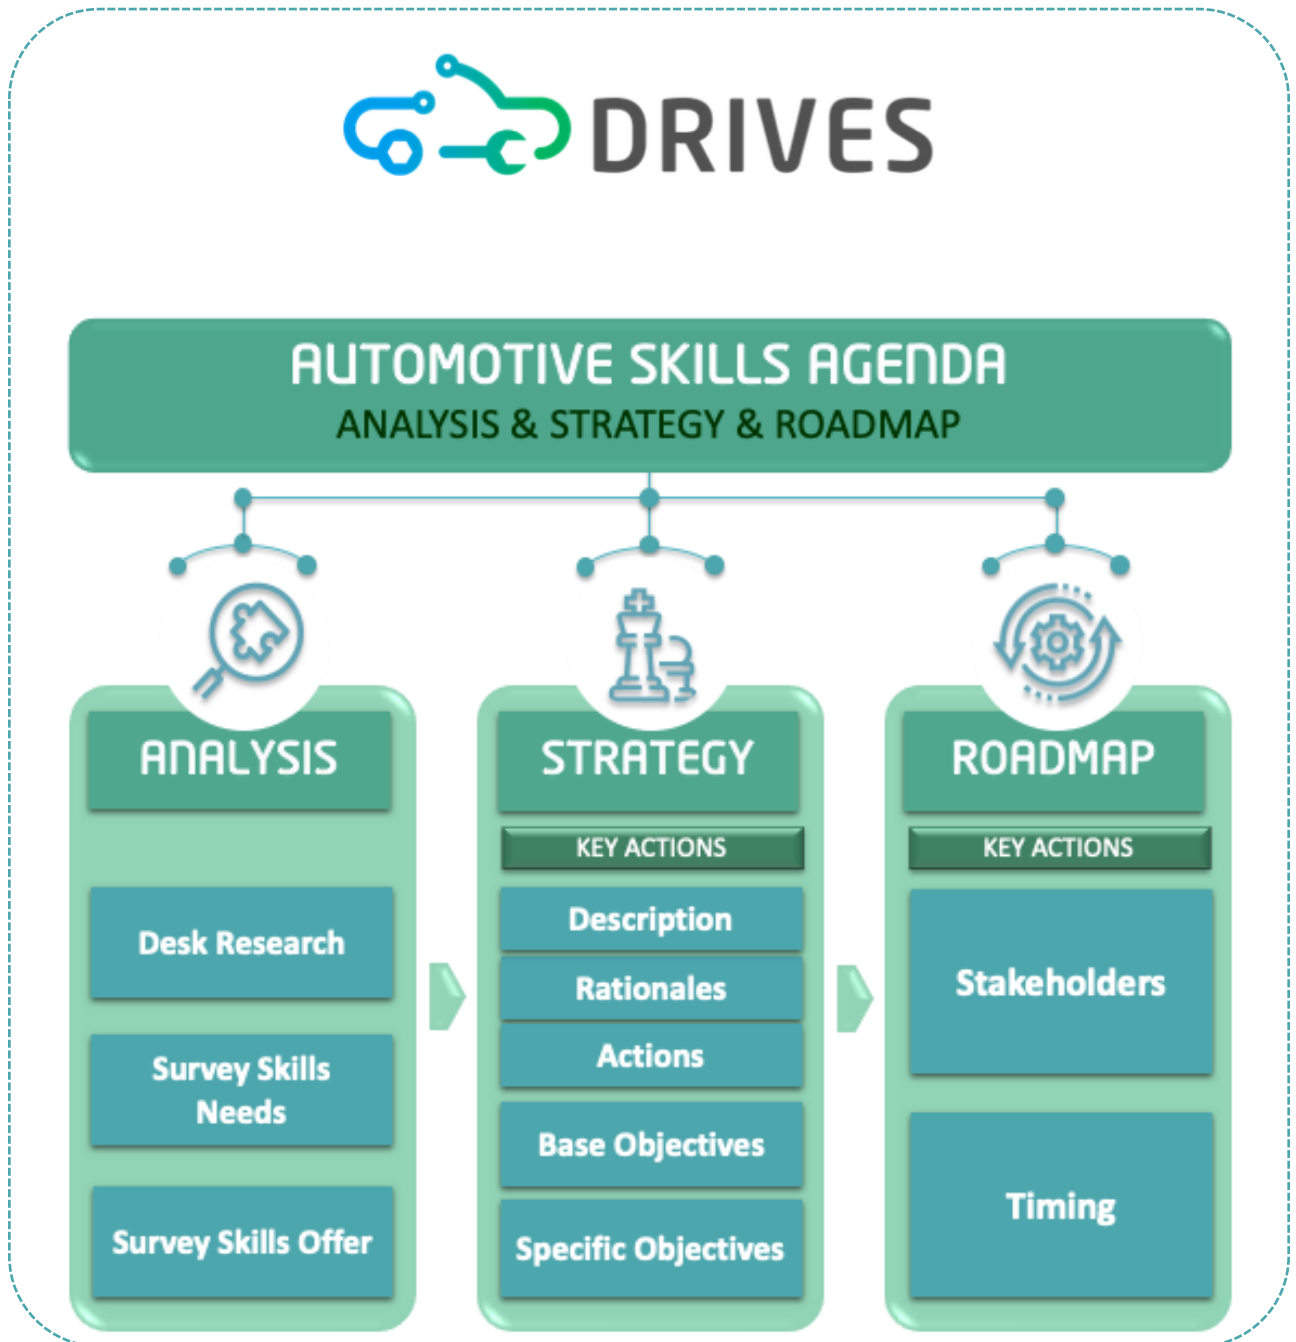 DRIVES
AUTOMOTIVE SKILLS AGENDA
ANALYSIS & STRATEGY & ROADMAP
ANALYSIS
Desk Research
Survey Skills
Needs
Survey Skills Offer
STRATEGY
KEY ACTIONS
Description
Rationales
Actions
Base Objectives
Specific Objectives
ROADMAP
KEY ACTIONS
Stakeholders
Timing